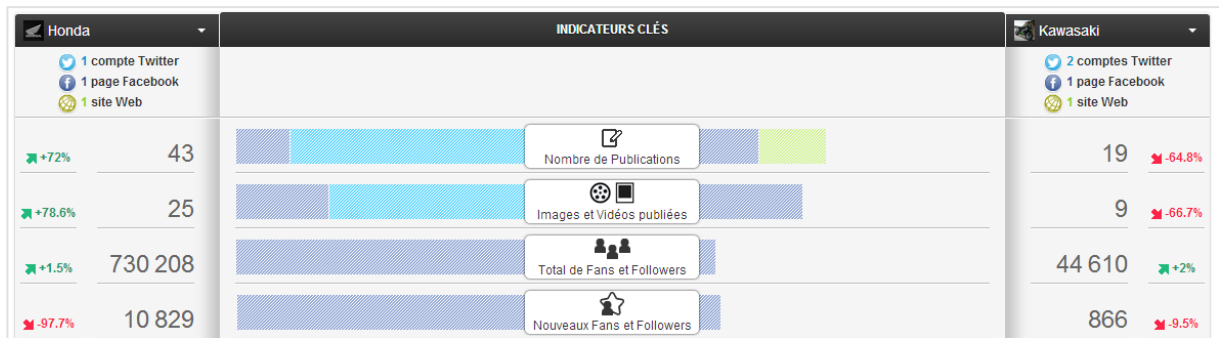 Honda
INDICATEURS CLÉS
Kawasaki
1 compte Twitter
1 page Facebook
1 site Web
2 comptes Twitter
1 page Facebook
1 site Web
+72% 43 Nombre de Publications 19 -64.8%
+78.6% 25 Images et Vidéos publiées 9 -66.7%
+1.5% 730 208 Total de Fans et Followers 44 610 +2%
-97.7% 10 829 Nouveaux Fans et Followers 866 -9.5%